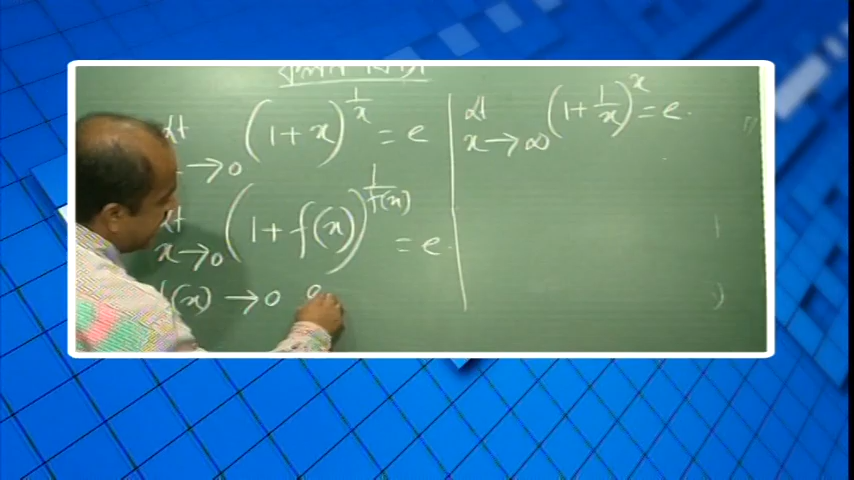 lt (1+x)^{1/x} = e
→0
lt (1+f(x))^{1/f(x)} = e.
x→0
(x) →0
lt (1+1/x)^x = e.
x→∞